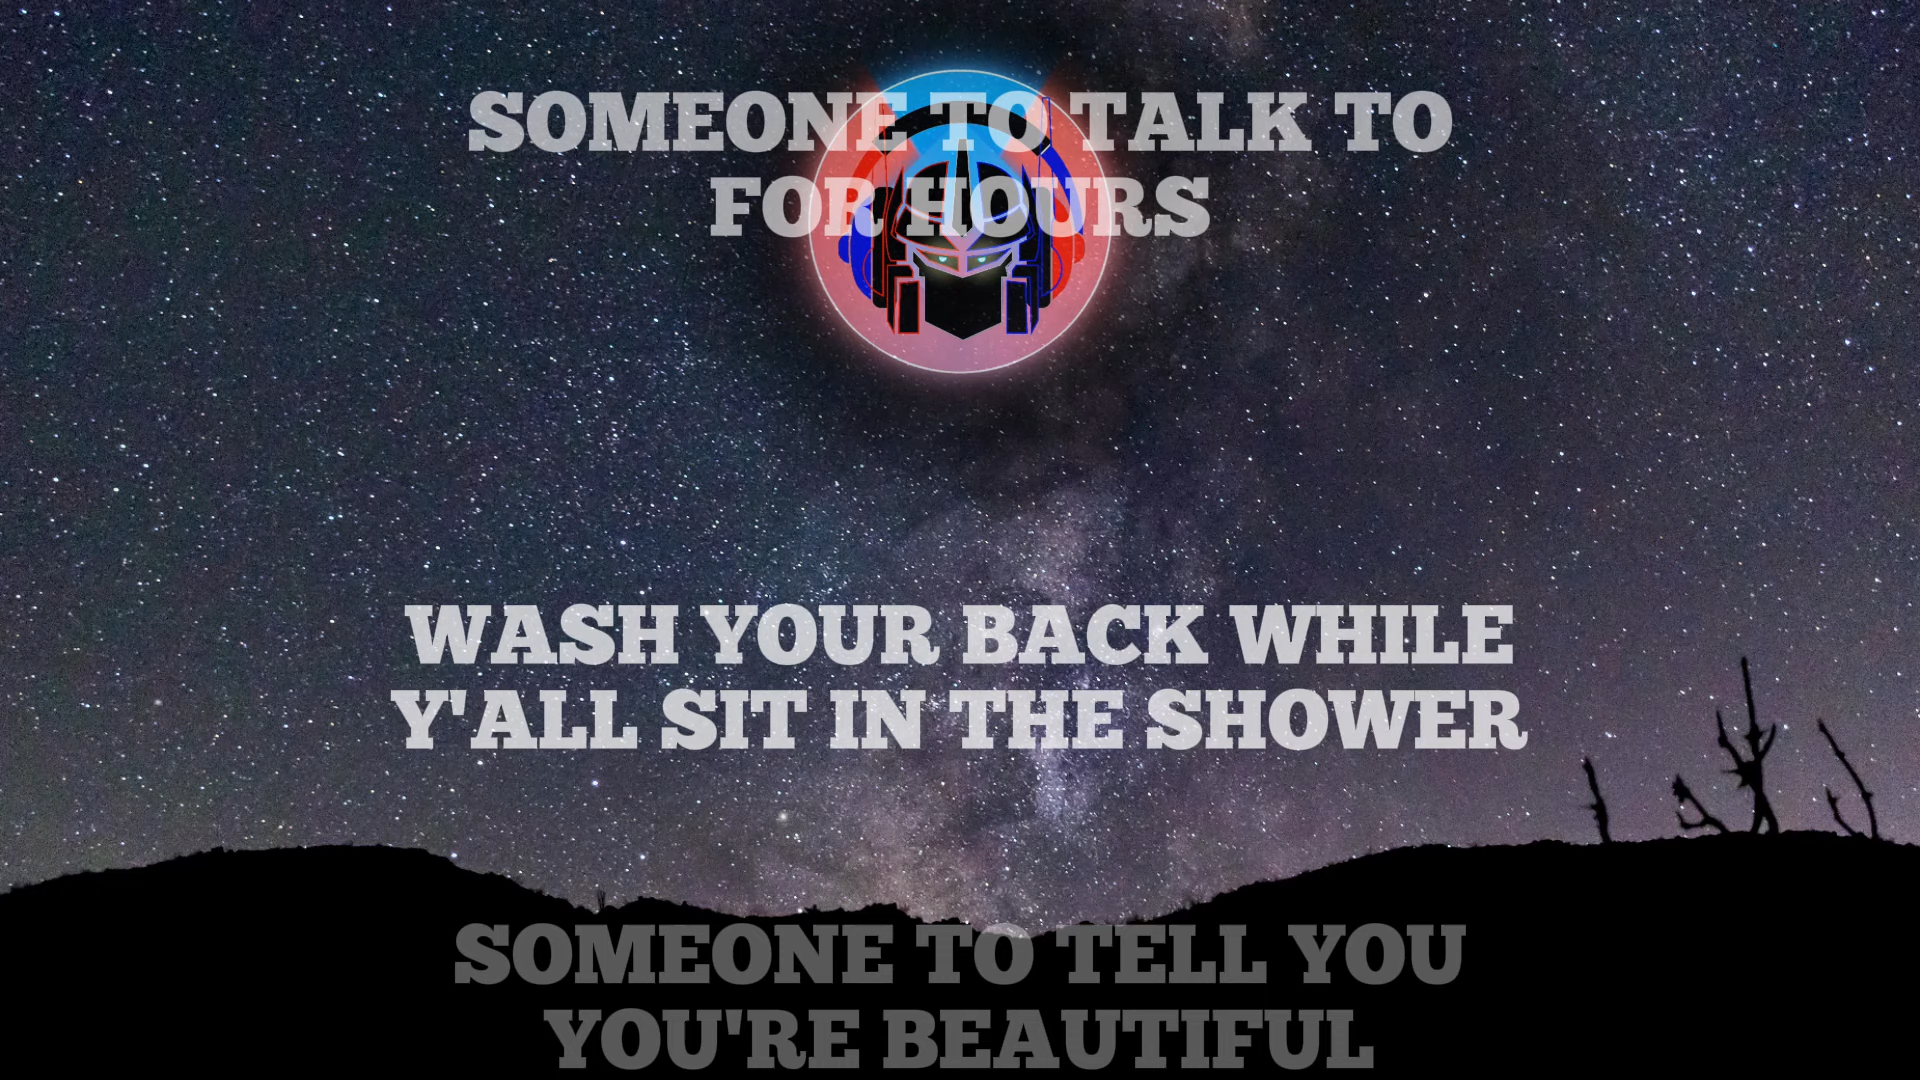 SOMEONE TO TALK TO
FOR HOURS
WASH YOUR BACK WHILE
Y'ALL SIT IN THE SHOWER
SOMEONE TO TELL YOU
YOU'RE BEAUTIFUL